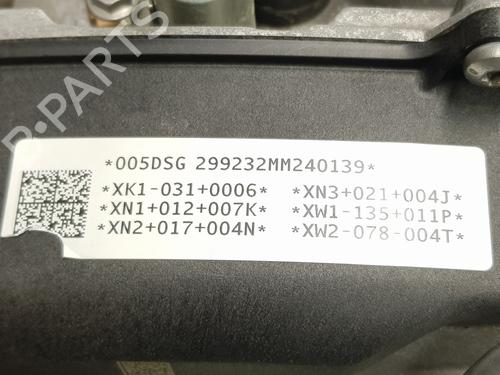 B-PARTS
*005DSG 299232MM240139*
*XK1-031+0006* *XN3+021+004J*
*XN1+012+007K* *XW1-135+011P*
*XN2+017+004N* *XW2-078-004T*